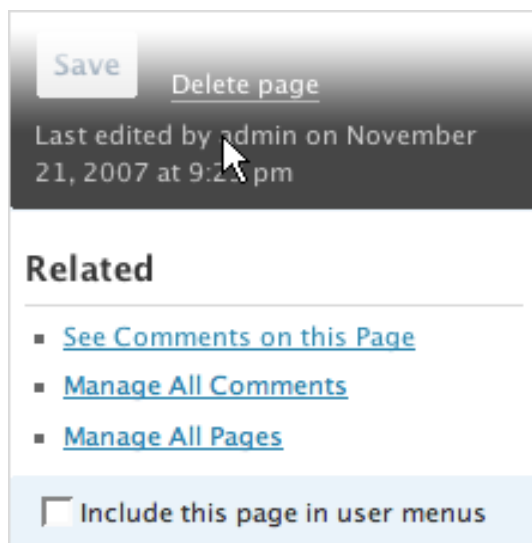 Save
Delete page
Last edited by admin on November
21, 2007 at pm
Related
See Comments on this Page
Manage All Comments
Manage All Pages
Include this page in user menus